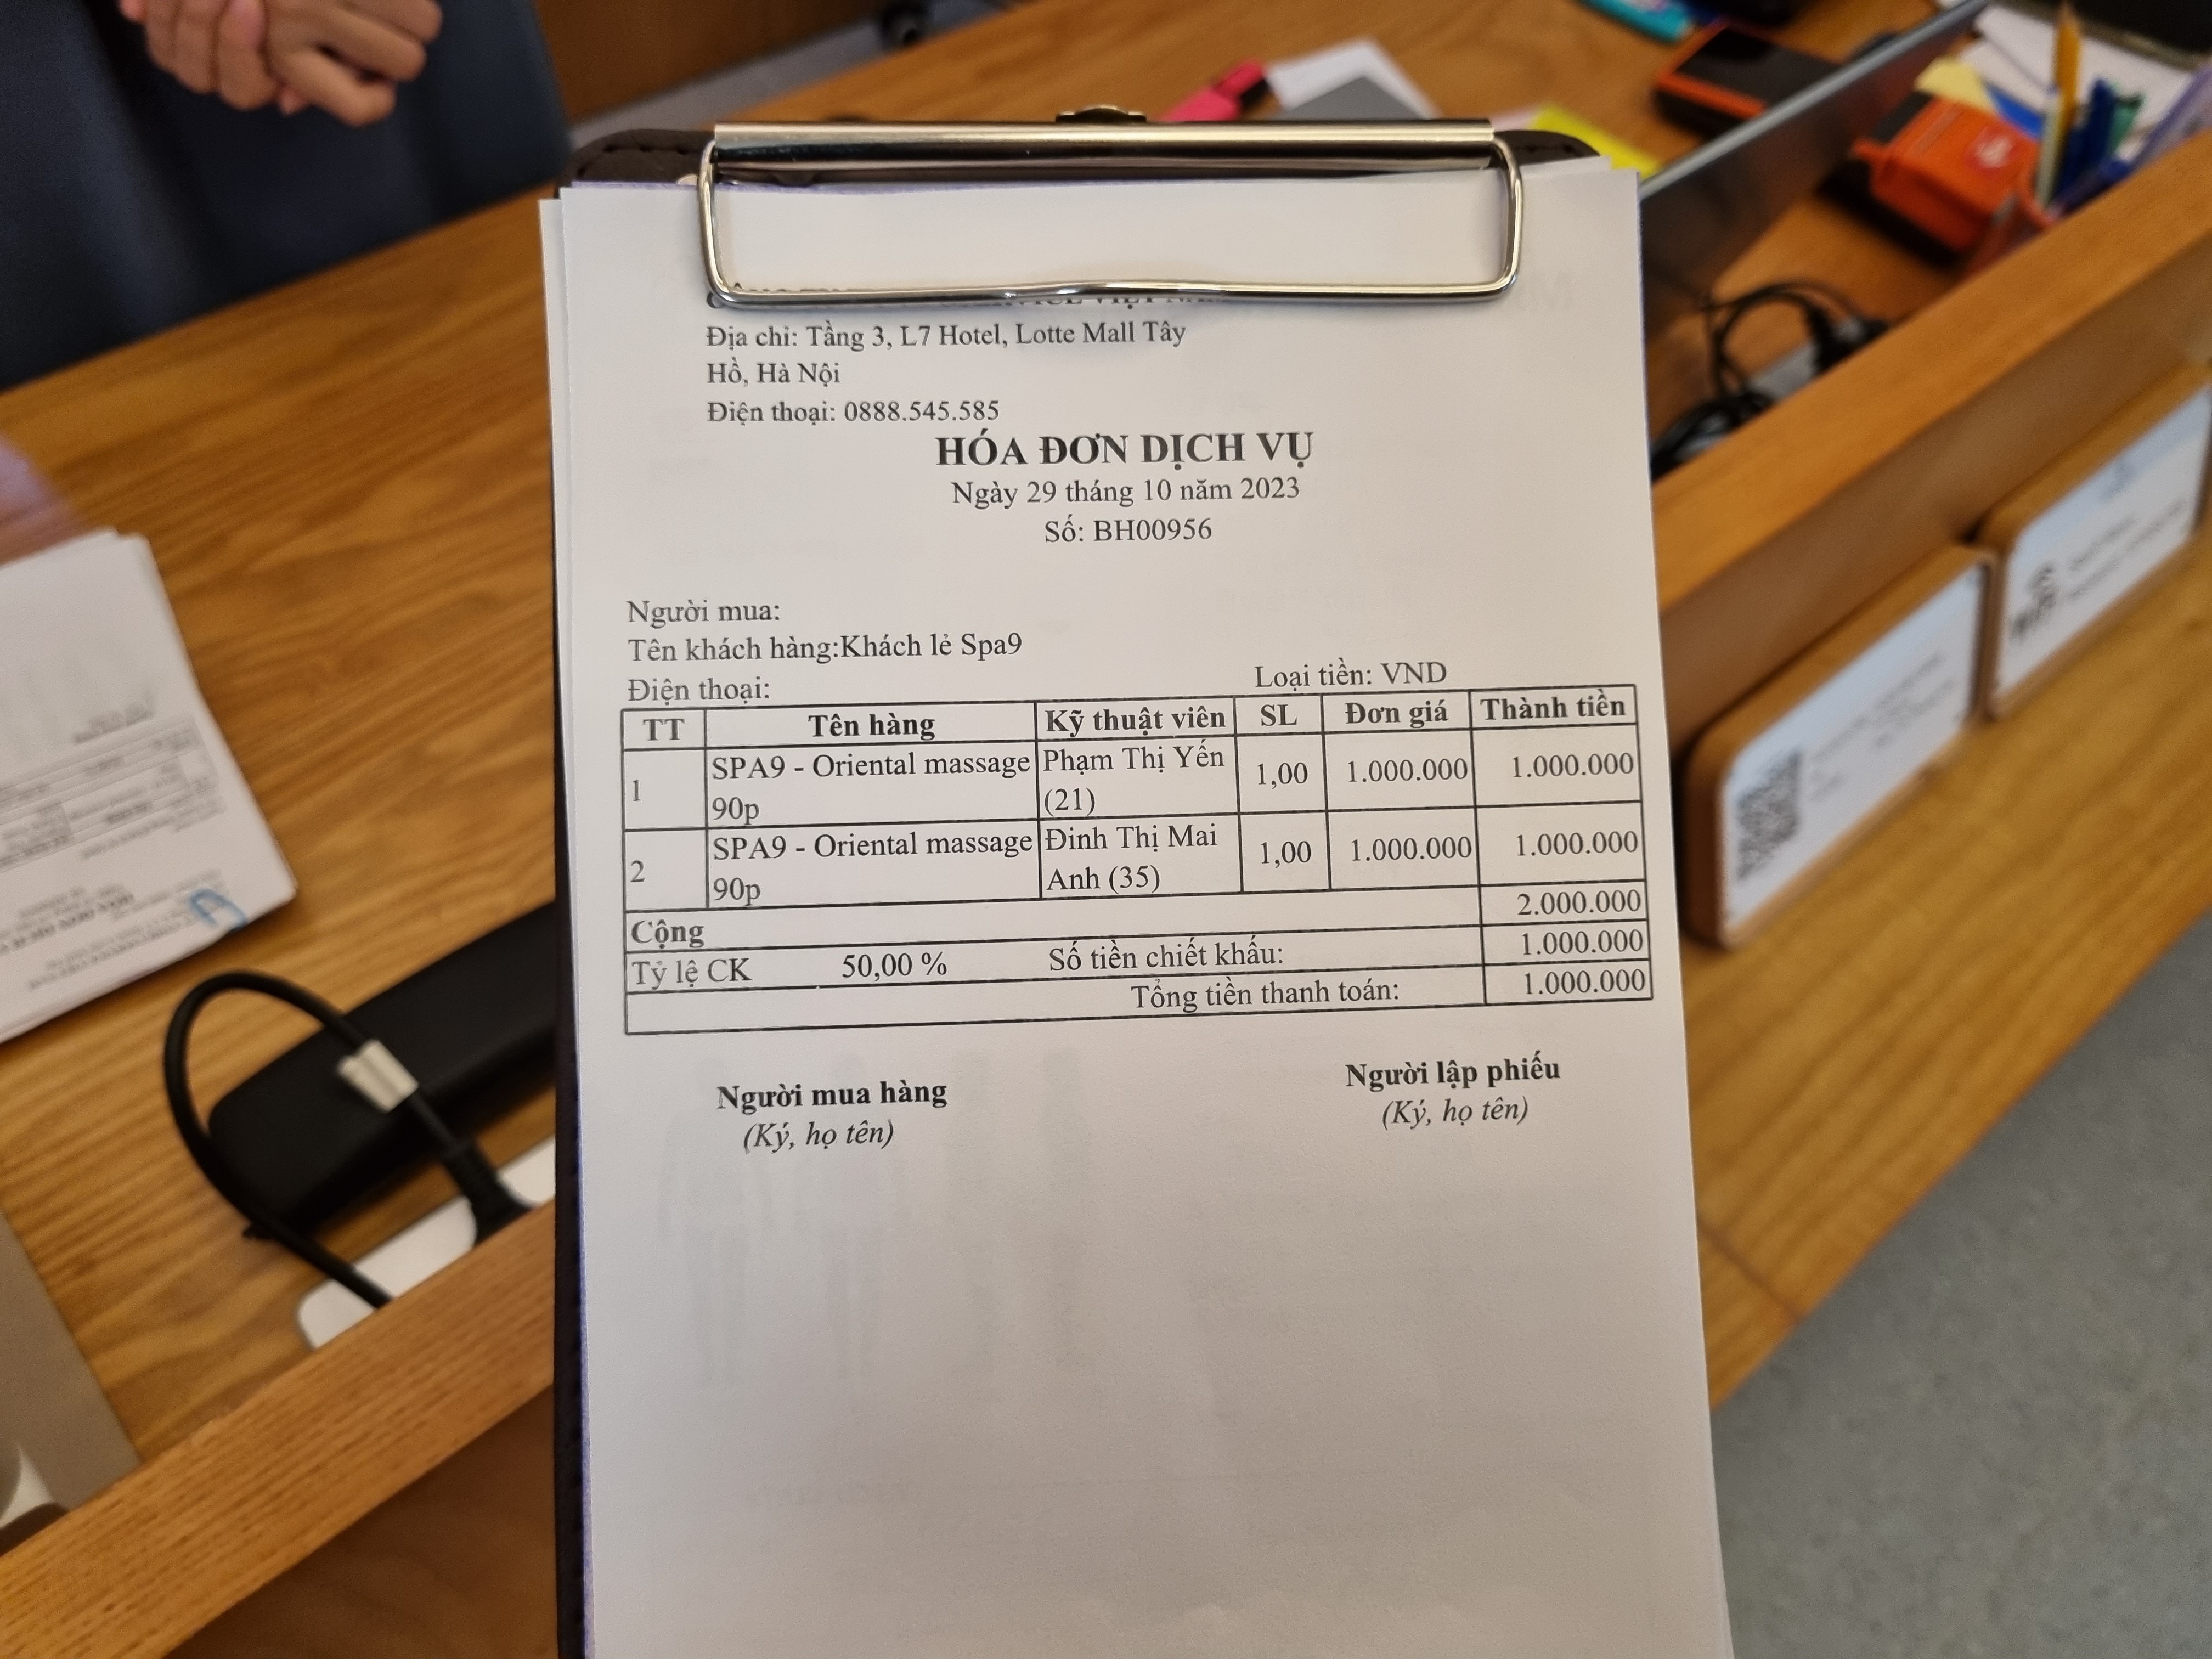 VIỆT
Địa chỉ: Tầng 3, L7 Hotel, Lotte Mall Tây
Hồ, Hà Nội
Điện thoại: 0888.545.585
HÓA ĐƠN DỊCH VỤ
Ngày 29 tháng 10 năm 2023
Số: BH00956
Người mua:
Tên khách hàng:Khách lẻ Spa9
Điện thoại:
Loại tiền: VND
TT Tên hàng Kỹ thuật viên SL Đơn giá Thành tiền
1 SPA9 - Oriental massage 90p Phạm Thị Yến (21) 1,00 1.000.000 1.000.000
2 SPA9 - Oriental massage 90p Đinh Thị Mai Anh (35) 1,00 1.000.000 1.000.000
Cộng 2.000.000
Tỷ lệ CK 50,00 % Số tiền chiết khấu: 1.000.000
Tổng tiền thanh toán: 1.000.000
Người mua hàng
(Ký, họ tên)
Người lập phiếu
(Ký, họ tên)